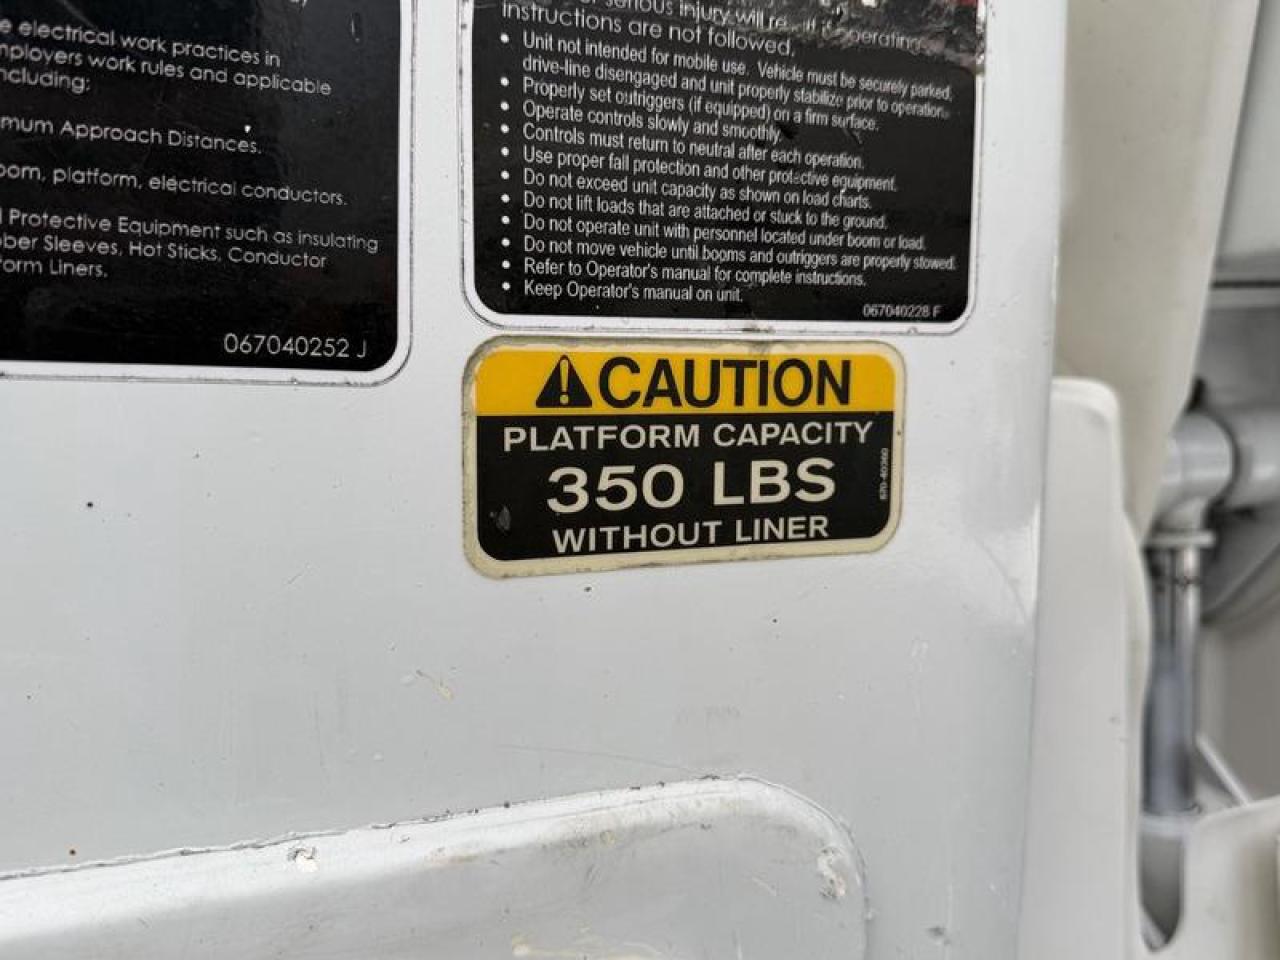 e electrical work practices in
mployers work rules and applicable
ncluding:
mum Approach Distances.
oom, platform, electrical conductors.
l Protective Equipment such as insulating
ber Sleeves, Hot Sticks, Conductor
form Liners.
067040252 J
serious injury will re operating
instructions are not followed.
• Unit not intended for mobile use. Vehicle must be securely parked,
drive-line disengaged and unit properly stabilize prior to operation.
• Properly set outriggers (if equipped) on a firm surface.
• Operate controls slowly and smoothly.
• Controls must return to neutral after each operation.
• Use proper fall protection and other protective equipment.
• Do not exceed unit capacity as shown on load charts.
• Do not lift loads that are attached or stuck to the ground.
• Do not operate unit with personnel located under boom or load.
• Do not move vehicle until booms and outriggers are properly stowed.
• Refer to Operator's manual for complete instructions.
• Keep Operator's manual on unit.
067040228 F
CAUTION
PLATFORM CAPACITY
350 LBS
WITHOUT LINER